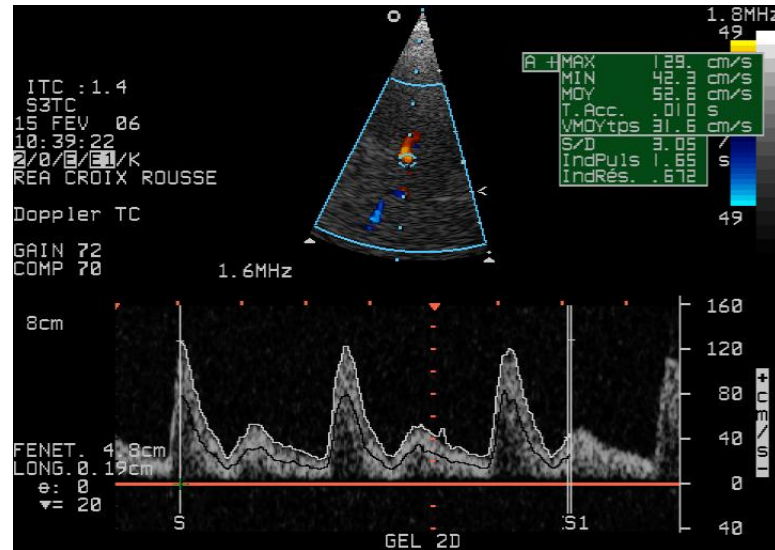 1.8MHz
49
A + MAX 129. cm/s
MIN 42.3 cm/s
MOY 52.6 cm/s
T.Acc. .010 s
VMOYtps 31.6 cm/s
S/D 3.05
IndPuls 1.65
IndRés. .672
/
s
49
ITC :1.4
S3TC
15 FEV 06
10:39:22
2/0/E/E1/K
REA CROIX ROUSSE
Doppler TC
GAIN 72
COMP 70
1.6MHz
8cm
FENET. 4.8cm
LONG.0.19cm
θ: 0
▼= 20
160
120
80
40
0
40
+cm/s-
S
S1
GEL 2D